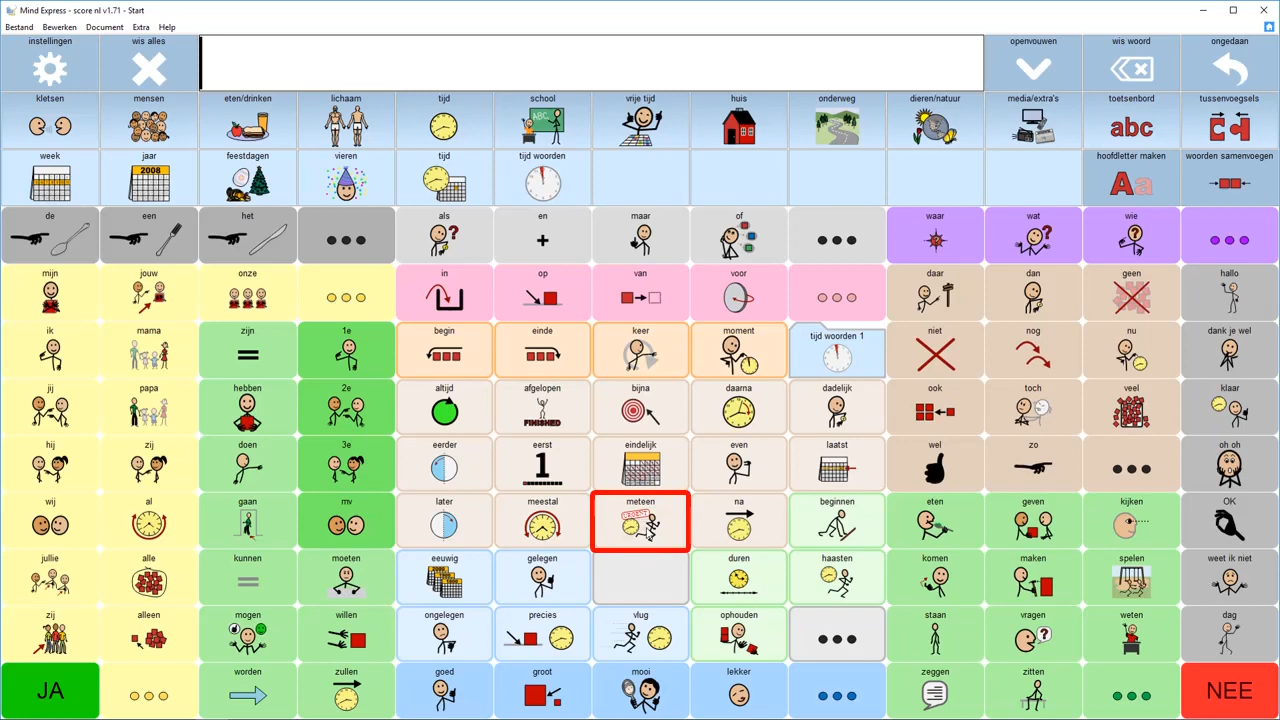 Mind Express - score nl v1.71 - Start
Bestand Bewerken Document Extra Help
instellingen wis alles openvouwen wis woord ongedaan
kletsen mensen eten/drinken lichaam tijd school vrije tijd huis onderweg dieren/natuur media/extra's toetsenbord tussenvoegsels
ABC
abc
week jaar feestdagen vieren tijd tijd woorden hoofdletter maken woorden samenvoegen
2008
Aa
de een het als en maar of waar wat wie
mijn jouw onze in op van voor daar dan geen hallo
ik mama zijn 1e begin einde keer moment tijd woorden 1 niet nog nu dank je wel
jij papa hebben 2e altijd afgelopen bijna daarna dadelijk ook toch veel klaar
FINISHED
hij zij doen 3e eerder eerst eindelijk even laatst wel zo oh oh
1
wij al gaan mv later meestal meteen na beginnen eten geven kijken OK
URGENT
jullie alle kunnen moeten eeuwig gelegen duren haasten komen maken spelen weet ik niet
zij alleen mogen willen ongelegen precies vlug ophouden staan vragen weten dag
JA worden zullen goed groot mooi lekker zeggen zitten NEE